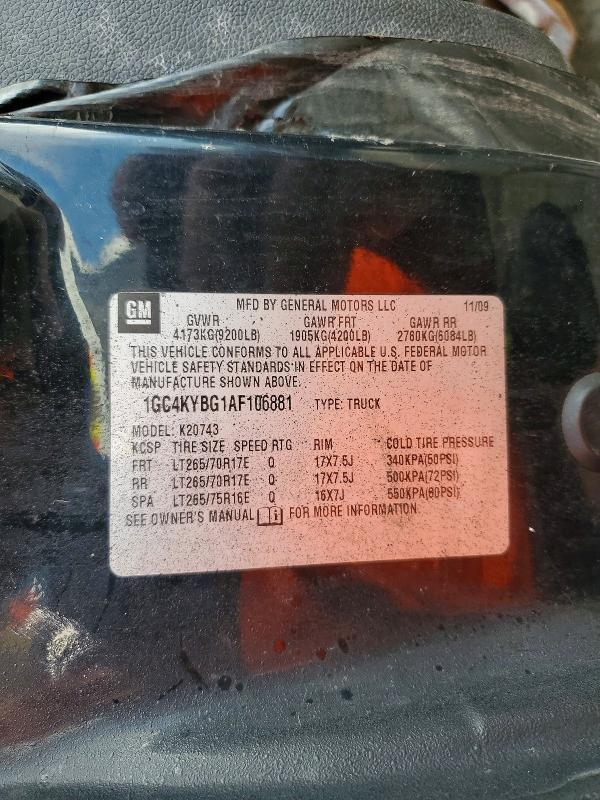 GM MFD BY GENERAL MOTORS LLC 11/09
GVWR GAWR FRT GAWR RR
4173KG(9200LB) 1905KG(4200LB) 2760KG(6084LB)
THIS VEHICLE CONFORMS TO ALL APPLICABLE U.S. FEDERAL MOTOR
VEHICLE SAFETY STANDARDS IN EFFECT ON THE DATE OF
MANUFACTURE SHOWN ABOVE.
1GC4KYBG1AF106881 TYPE: TRUCK
MODEL: K20743
KCSP TIRE SIZE SPEED RTG RIM COLD TIRE PRESSURE
FRT LT265/70R17E Q 17X7.5J 340KPA(50PSI)
RR LT265/70R17E Q 17X7.5J 500KPA(72PSI)
SPA LT265/75R16E Q 16X7J 550KPA(80PSI)
SEE OWNER'S MANUAL i FOR MORE INFORMATION